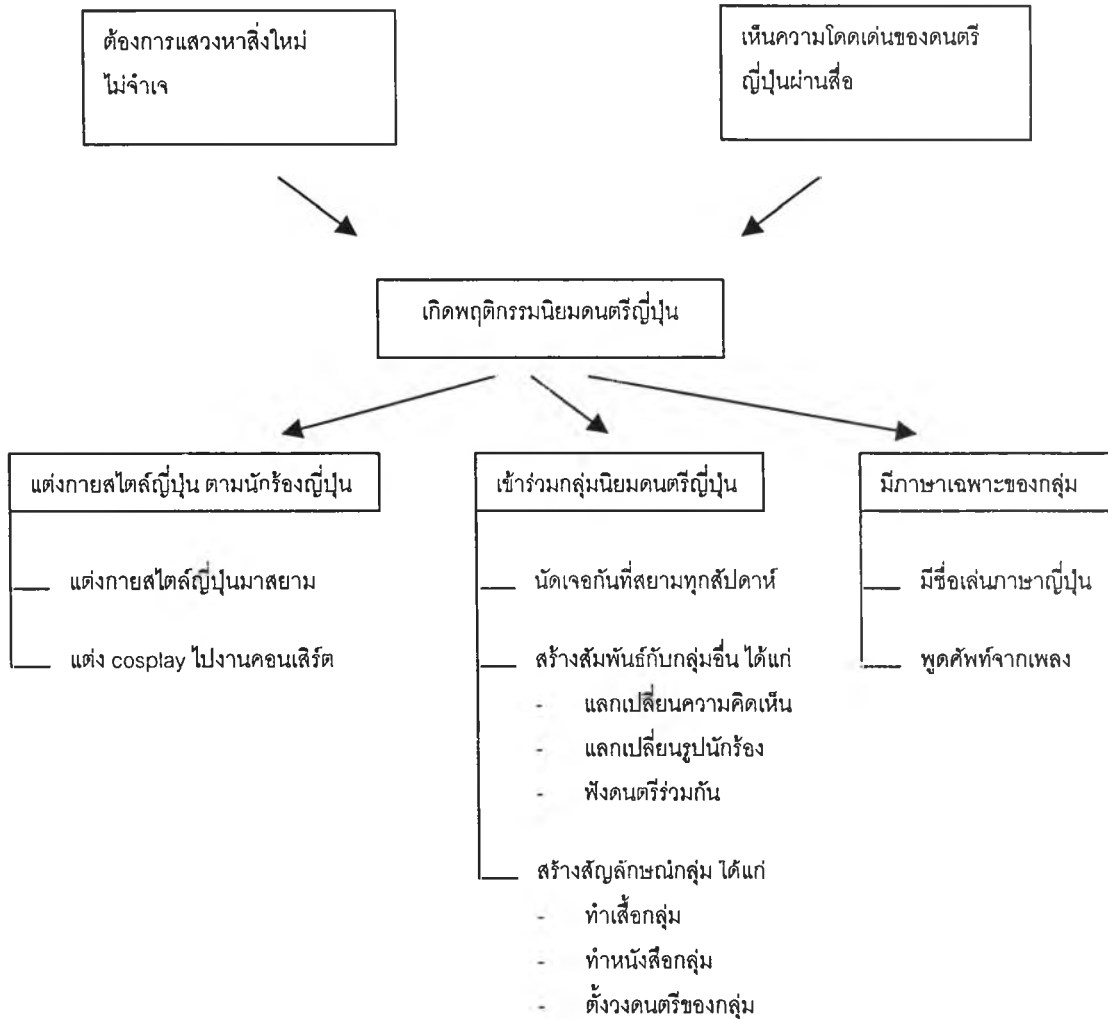 ต้องการแสวงหาสิ่งใหม่
ไม่จำเจ
เห็นความโดดเด่นของดนตรี
ญี่ปุ่นผ่านสื่อ
เกิดพฤติกรรมนิยมดนตรีญี่ปุ่น
แต่งกายสไตล์ญี่ปุ่น ตามนักร้องญี่ปุ่น
แต่งกายสไตล์ญี่ปุ่นมาสยาม
แต่ง cosplay ไปงานคอนเสิร์ต
เข้าร่วมกลุ่มนิยมดนตรีญี่ปุ่น
นัดเจอกันที่สยามทุกสัปดาห์
สร้างสัมพันธ์กับกลุ่มอื่น ได้แก่
- แลกเปลี่ยนความคิดเห็น
- แลกเปลี่ยนรูปนักร้อง
- ฟังดนตรีร่วมกัน
สร้างสัญลักษณ์กลุ่ม ได้แก่
- ทำเสื้อกลุ่ม
- ทำหนังสือกลุ่ม
- ตั้งวงดนตรีของกลุ่ม
มีภาษาเฉพาะของกลุ่ม
มีชื่อเล่นภาษาญี่ปุ่น
พูดศัพท์จากเพลง